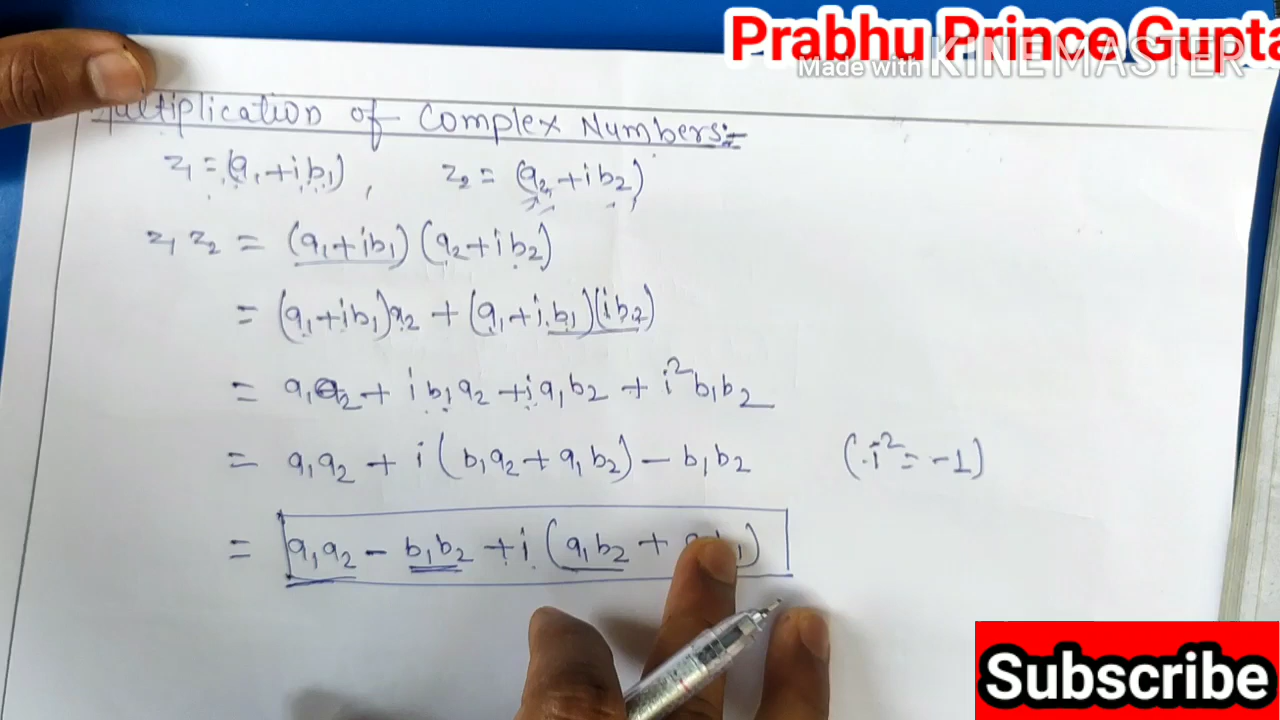 Prabhu Prince Gupta
Made with KINEMASTER
Multiplication of Complex Numbers:-
z₁ = (a₁+ib₁), z₂ = (a₂+ib₂)
z₁ z₂ = (a₁+ib₁) (a₂+ib₂)
= (a₁+ib₁)a₂ + (a₁+ib₁)(ib₂)
= a₁a₂ + ib₁a₂ + ia₁b₂ + i²b₁b₂
= a₁a₂ + i(b₁a₂ + a₁b₂) - b₁b₂ (∵i² = -1)
= a₁a₂ - b₁b₂ + i (a₁b₂ + b₁)
Subscribe